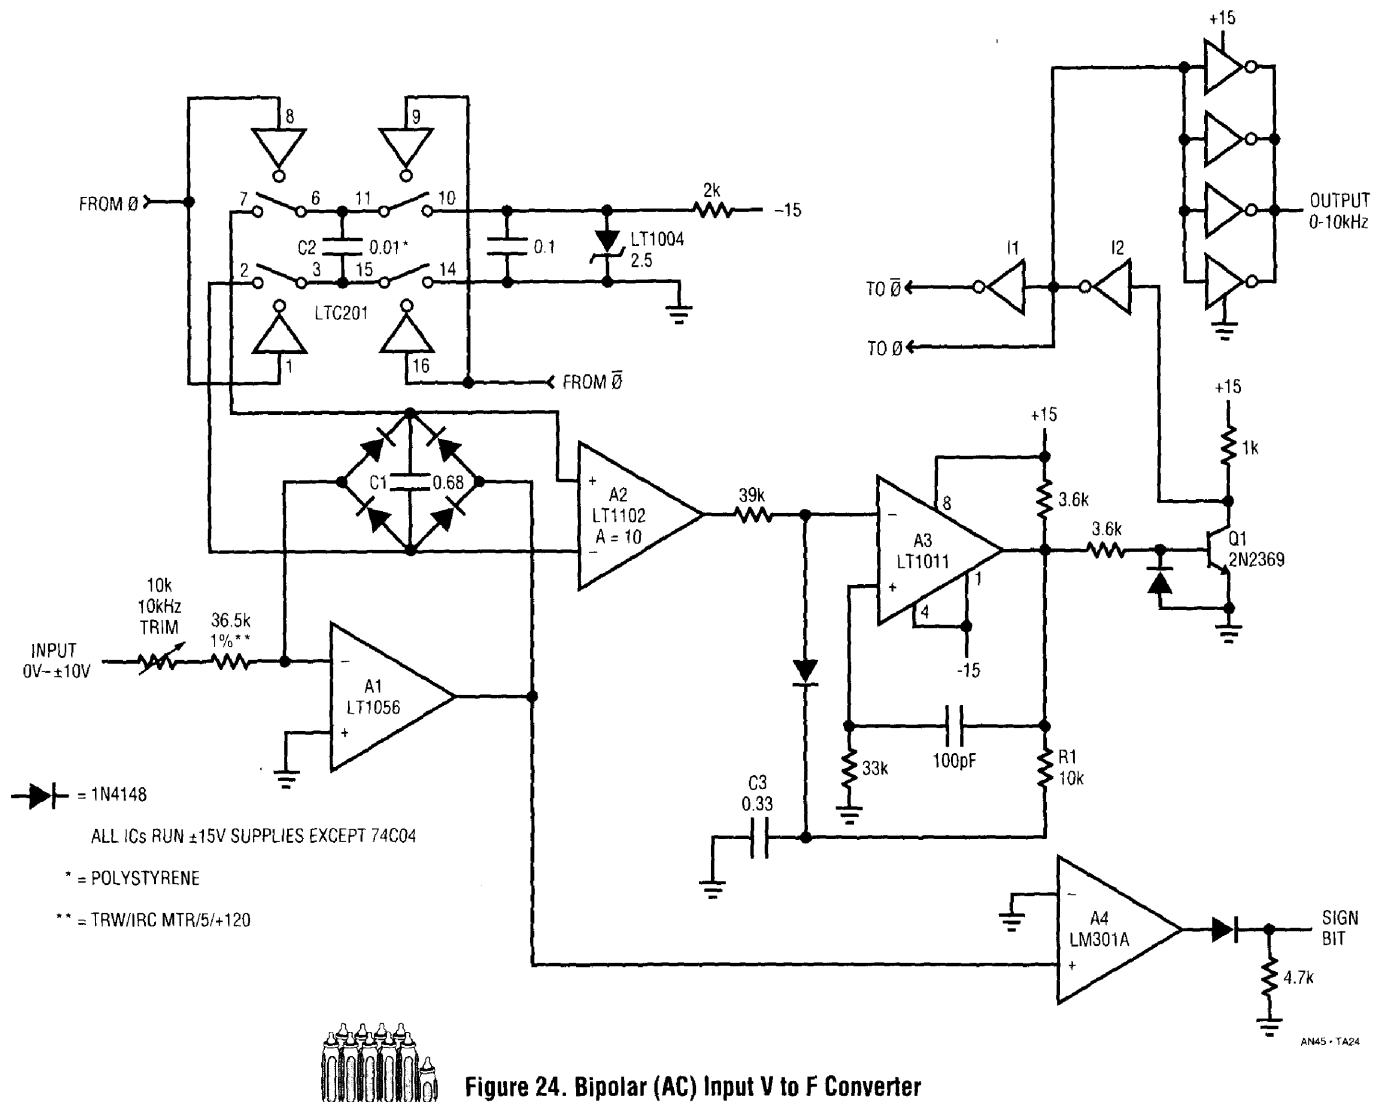 +15
8
9
FROM Ø
7
6
11
10
2k
-15
C2
0.01*
0.1
LT1004
2.5
2
3
15
14
LTC201
1
16
FROM Ø̅
I1
I2
TO Ø̅
TO Ø
OUTPUT
0-10kHz
+15
1k
+15
C1
0.68
+
A2
LT1102
A = 10
−
39k
−
8
3.6k
3.6k
A3
LT1011
+
1
4
-15
Q1
2N2369
10k
10kHz
TRIM
36.5k
1%**
INPUT
0V–±10V
−
A1
LT1056
+
33k
100pF
R1
10k
C3
0.33
= 1N4148
ALL ICs RUN ±15V SUPPLIES EXCEPT 74C04
* = POLYSTYRENE
** = TRW/IRC MTR/5/+120
−
A4
LM301A
+
SIGN
BIT
4.7k
AN45 • TA24
Figure 24. Bipolar (AC) Input V to F Converter